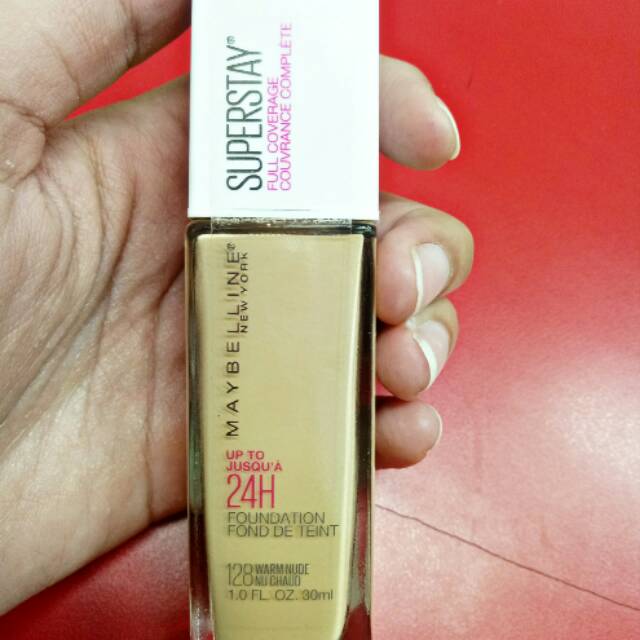 SUPERSTAY®
FULL COVERAGE
COUVRANCE COMPLÈTE
MAYBELLINE®
NEW YORK
UP TO
JUSQU'À
24H
FOUNDATION
FOND DE TEINT
128 WARM NUDE
NU CHAUD
1.0 FL. OZ. 30ml